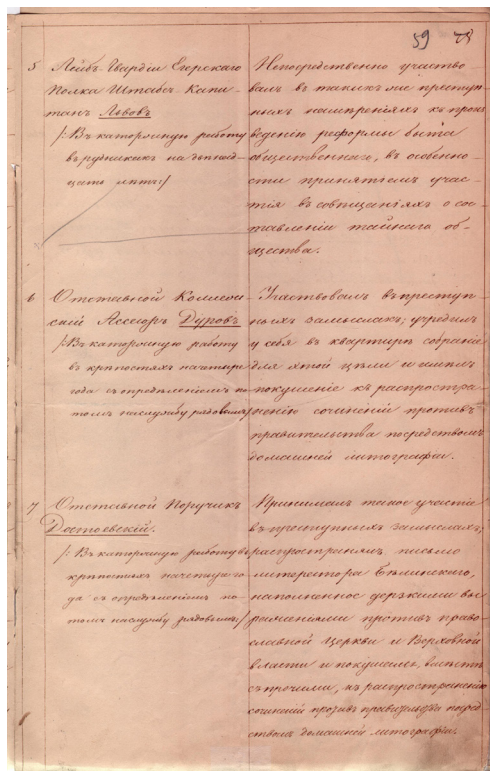 59
5 Лейбъ-Гвардіи Егерскаго
Полка Штабсъ-Капи-
танъ Львовъ
/:Въ каторжную работу
въ рудникахъ на двѣнад-
цать лѣтъ:/
Непосредственно участво-
валъ въ такихъ же преступ-
ныхъ намѣреніяхъ къ произ
веденію реформы быта
общественнаго, въ особенно-
сти принятіемъ учас-
тія въ совѣщаніяхъ о сос-
тавленіи тайнаго об-
щества.
6 Отставной Коллеж-
скій Ассесоръ Дуровъ
/:Въ каторжную работу
въ крѣпостяхъ на четыре
года съ опредѣленіемъ по-
томъ на службу рядовымъ:/
Участвовалъ въ преступ-
ныхъ замыслахъ; учредилъ
у себя въ квартирѣ собранія
для этой цѣли и имѣлъ
покушеніе къ распростра-
ненію сочиненій противъ
правительства посредствомъ
домашней литографіи.
7 Отставной Поручикъ
Достоевскій.
/:Въ каторжную работу въ
крѣпостяхъ на четыре го-
да съ опредѣленіемъ по-
томъ на службу рядовымъ:/
Принималъ такое участіе
въ преступныхъ замыслахъ,
распространялъ письмо
литератора Бѣлинскаго,
наполненное дерзкими вы-
раженіями противъ право-
славной Церкви и Верховной
власти и покушался, вмѣстѣ
съ прочими, къ распространенію
сочиненій противъ правительства посред-
ствомъ домашней литографіи.